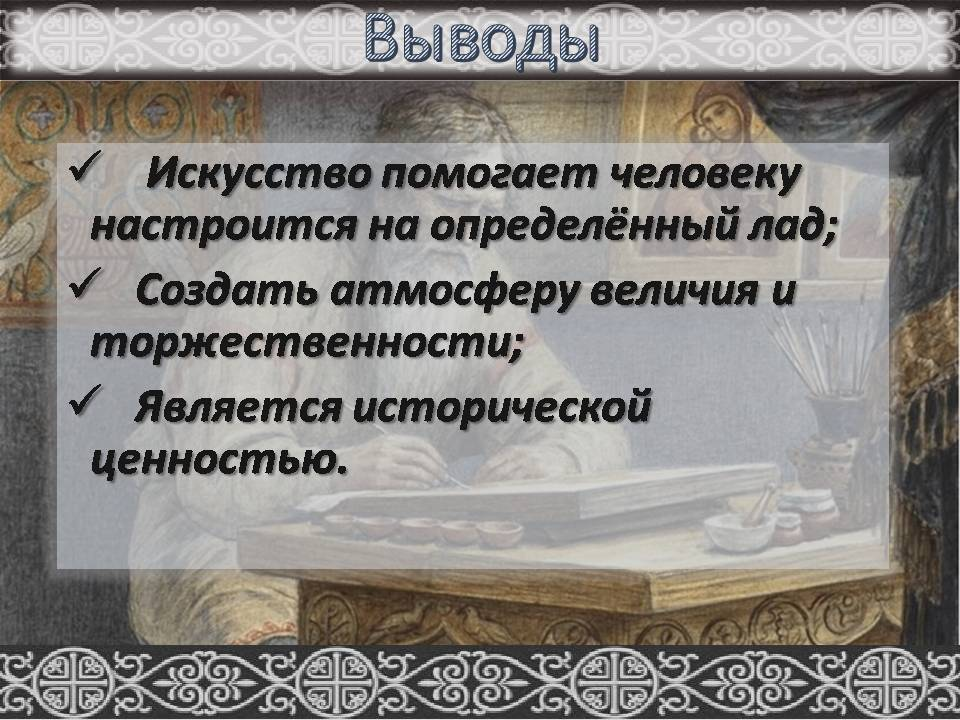 Выводы
✓ Искусство помогает человеку
настроится на определённый лад;
✓ Создать атмосферу величия и
торжественности;
✓ Является исторической
ценностью.